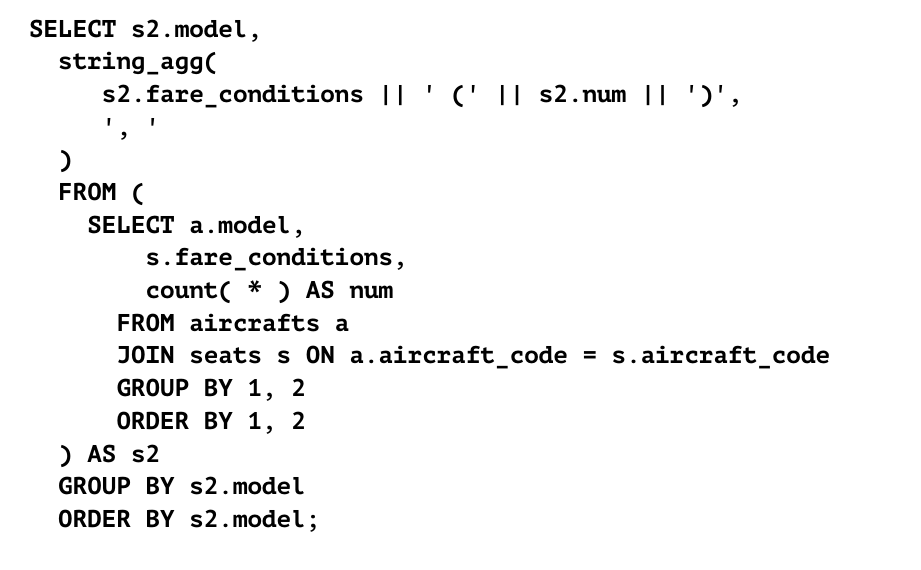 SELECT s2.model,
string_agg(
s2.fare_conditions || ' (' || s2.num || ')',
', '
)
FROM (
SELECT a.model,
s.fare_conditions,
count( * ) AS num
FROM aircrafts a
JOIN seats s ON a.aircraft_code = s.aircraft_code
GROUP BY 1, 2
ORDER BY 1, 2
) AS s2
GROUP BY s2.model
ORDER BY s2.model;